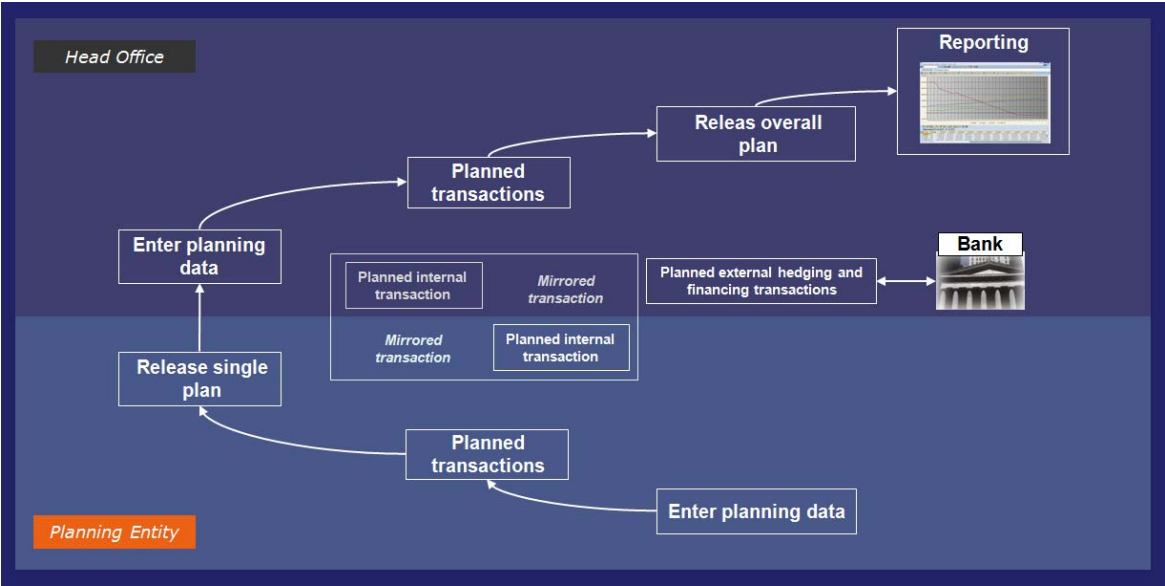 Head Office
Reporting
Releas overall
plan
Planned
transactions
Enter planning
data
Bank
Planned internal
transaction
Mirrored
transaction
Planned external hedging and
financing transactions
Mirrored
transaction
Planned internal
transaction
Release single
plan
Planned
transactions
Enter planning data
Planning Entity